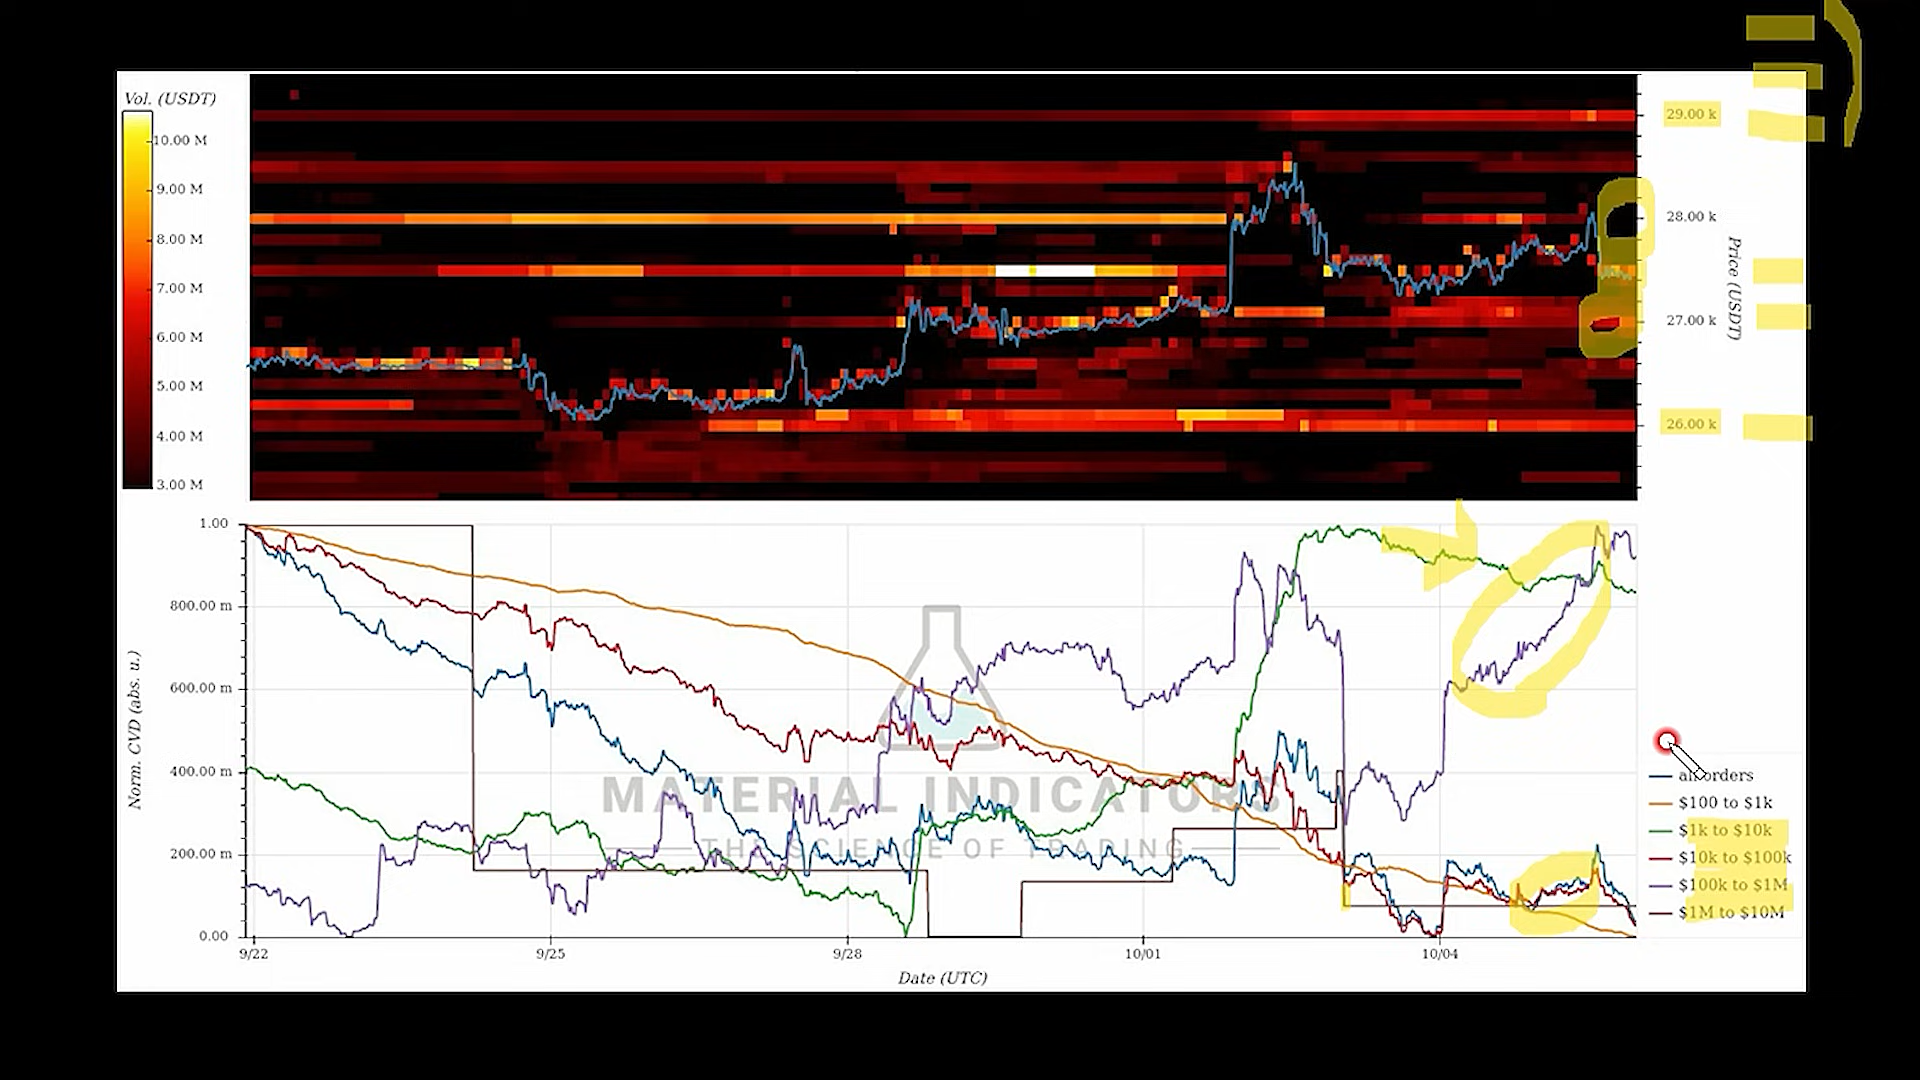 Vol. (USDT)
10.00 M
9.00 M
8.00 M
7.00 M
6.00 M
5.00 M
4.00 M
3.00 M
29.00 k
28.00 k
27.00 k
26.00 k
Price (USDT)
1.00
800.00 m
600.00 m
400.00 m
200.00 m
0.00
Norm. CVD (abs. u.)
MATERIAL INDICATORS
THE SCIENCE OF TRADING
9/22
9/25
9/28
10/01
10/04
Date (UTC)
all orders
$100 to $1k
$1k to $10k
$10k to $100k
$100k to $1M
$1M to $10M